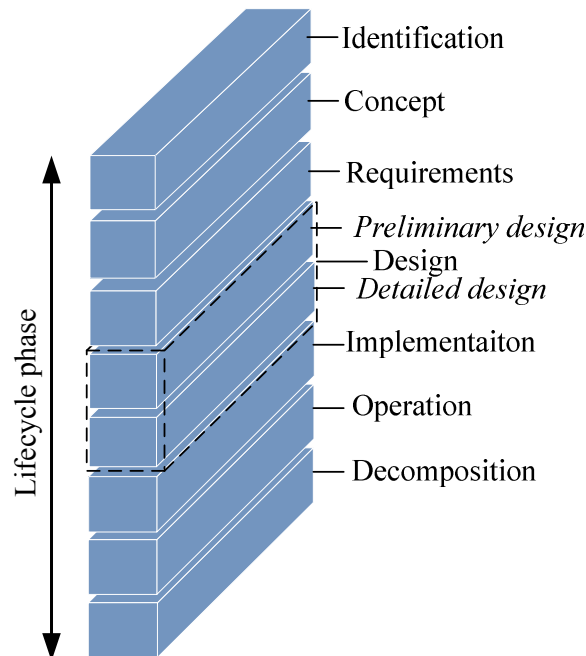 Identification
Concept
Requirements
Preliminary design
Design
Detailed design
Implementaiton
Operation
Decomposition
Lifecycle phase